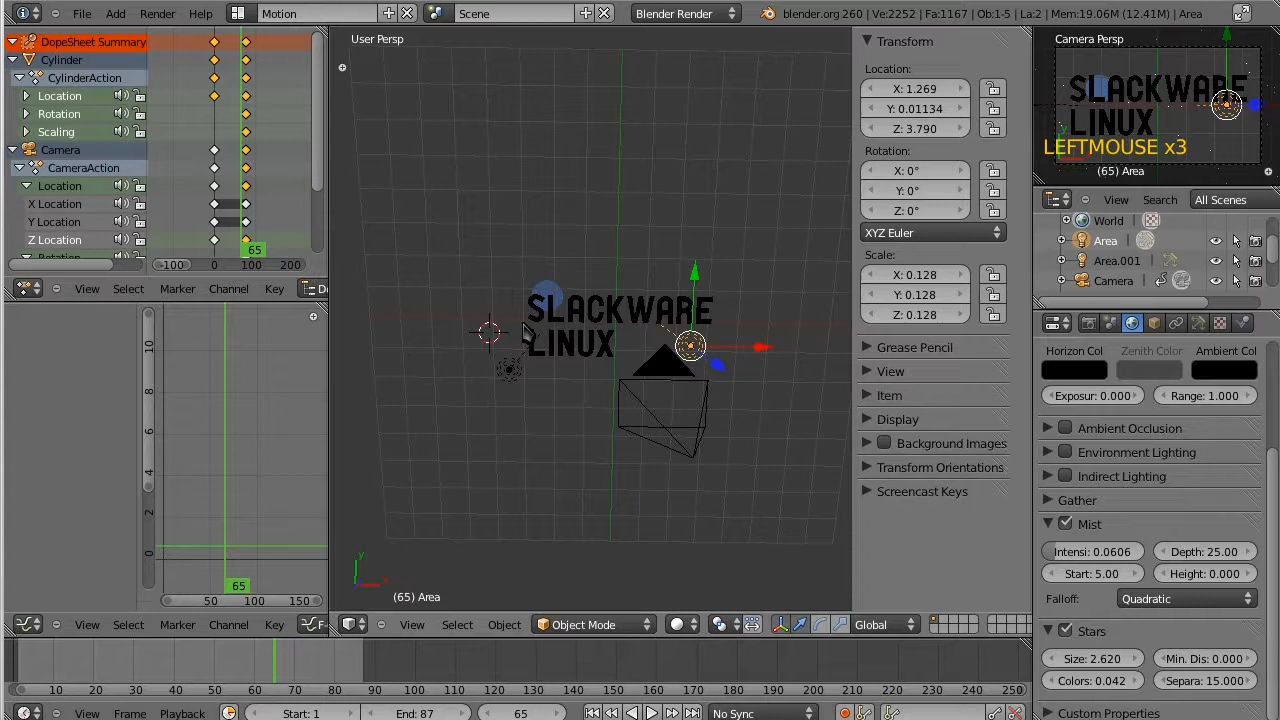 File Add Render Help Motion Scene Blender Render blender.org 260 | Ve:2252 | Fa:1167 | Ob:1-5 | La:2 | Mem:19.06M (12.41M) | Area
DopeSheet Summary
Cylinder
CylinderAction
Location
Rotation
Scaling
Camera
CameraAction
Location
X Location
Y Location
Z Location
65
-100 0 100 200
View Select Marker Channel Key
10
8
6
4
2
0
65
50 100 150
View Select Marker Channel Key F-
User Persp
SLACKWARE
LINUX
(65) Area
View Select Object Object Mode Global
Transform
Location:
X: 1.269
Y: 0.01134
Z: 3.790
Rotation:
X: 0°
Y: 0°
Z: 0°
XYZ Euler
Scale:
X: 0.128
Y: 0.128
Z: 0.128
Grease Pencil
View
Item
Display
Background Images
Transform Orientations
Screencast Keys
Camera Persp
SLACKWARE
LINUX
LEFTMOUSE x3
(65) Area
View Search All Scenes
World
Area
Area.001
Camera
Horizon Col Zenith Color Ambient Col
Exposur: 0.000 Range: 1.000
Ambient Occlusion
Environment Lighting
Indirect Lighting
Gather
Mist
Intensi: 0.0606 Depth: 25.00
Start: 5.00 Height: 0.000
Falloff: Quadratic
Stars
Size: 2.620 Min. Dis: 0.000
Colors: 0.042 Separa: 15.000
Custom Properties
10 20 30 40 50 60 70 80 90 100 110 120 130 140 150 160 170 180 190 200 210 220 230 240 250
View Frame Playback Start: 1 End: 87 65 No Sync